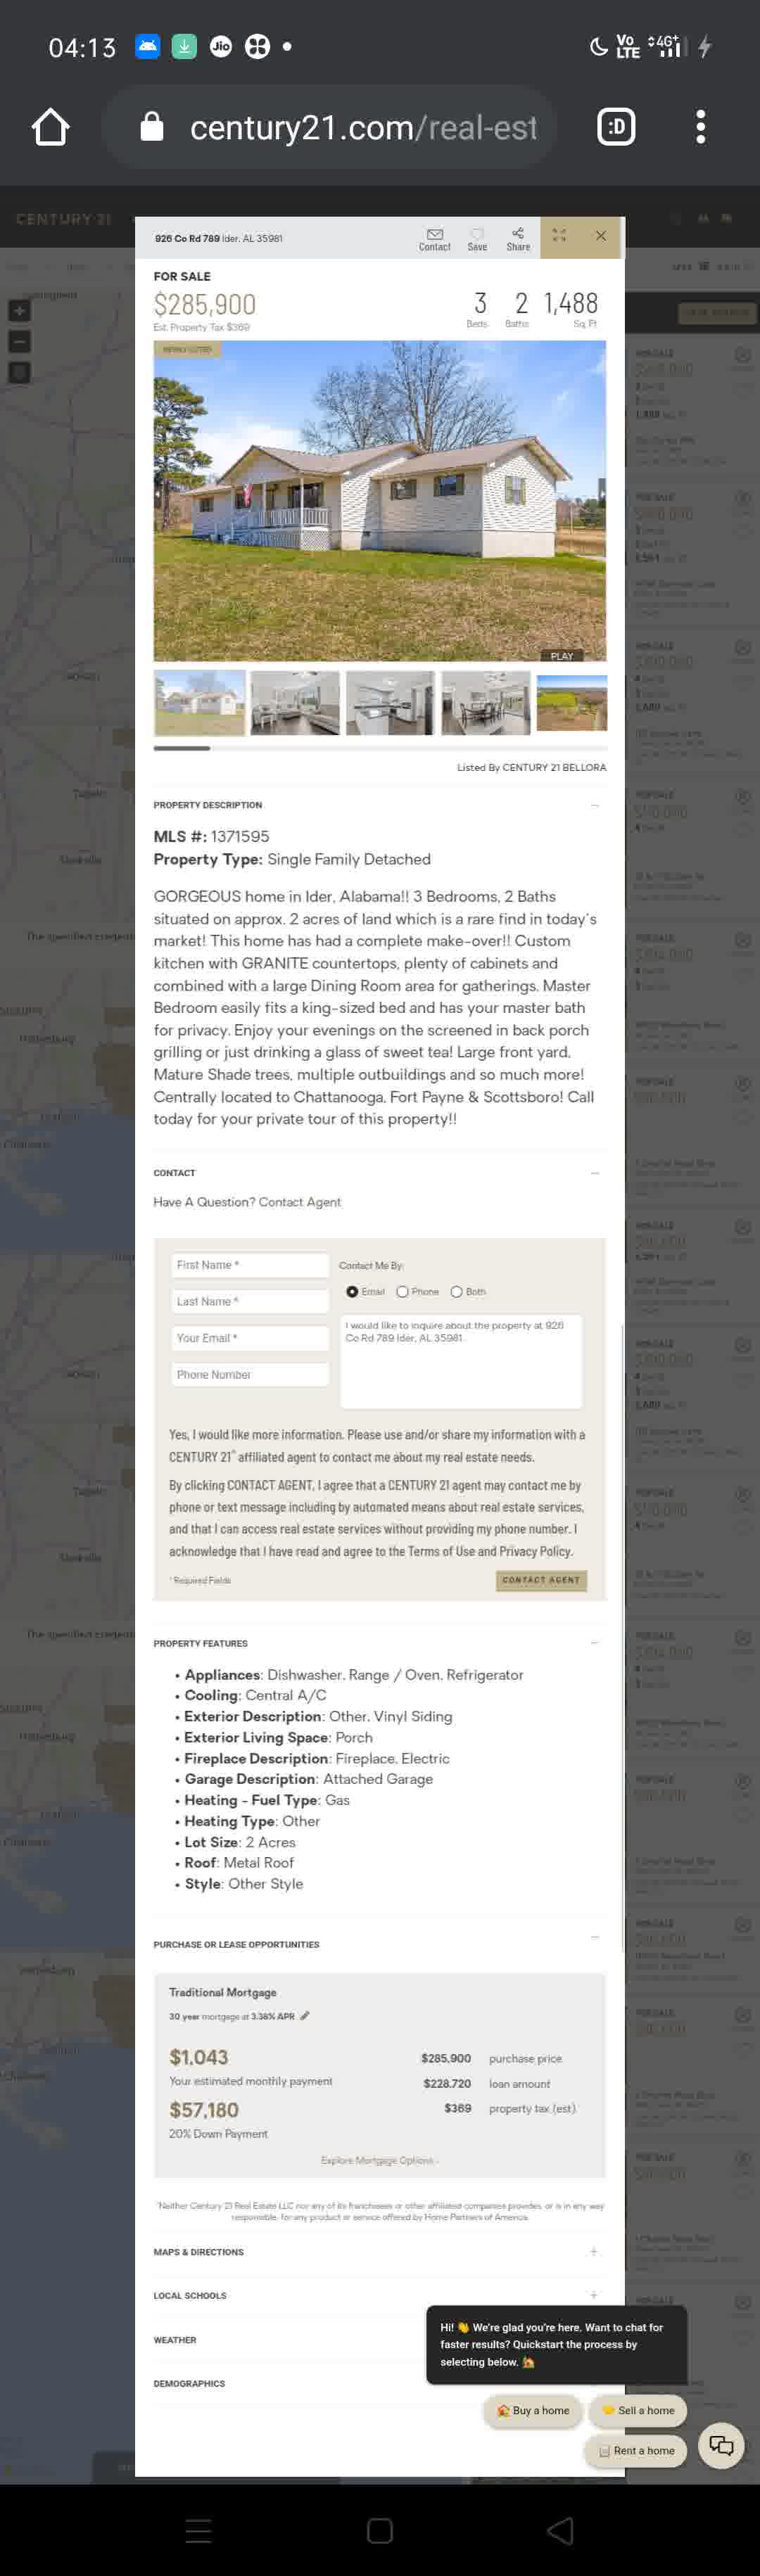 04:13
Jio
Vo
LTE
4G+
century21.com/real-est
:D
CENTURY 21
926 Co Rd 789 Ider, AL 35981
Contact
Save
Share
FOR SALE
$285,900
Est. Property Tax $369
3
2
1,488
Beds
Baths
Sq. Ft.
NEWLY LISTED
PLAY
Listed By CENTURY 21 BELLORA
PROPERTY DESCRIPTION
MLS #: 1371595
Property Type: Single Family Detached
GORGEOUS home in Ider, Alabama!! 3 Bedrooms, 2 Baths
situated on approx. 2 acres of land which is a rare find in today's
market! This home has had a complete make-over!! Custom
kitchen with GRANITE countertops, plenty of cabinets and
combined with a large Dining Room area for gatherings. Master
Bedroom easily fits a king-sized bed and has your master bath
for privacy. Enjoy your evenings on the screened in back porch
grilling or just drinking a glass of sweet tea! Large front yard,
Mature Shade trees, multiple outbuildings and so much more!
Centrally located to Chattanooga, Fort Payne & Scottsboro! Call
today for your private tour of this property!!
CONTACT
Have A Question? Contact Agent
First Name *
Last Name *
Your Email *
Phone Number
Contact Me By:
Email
Phone
Both
I would like to inquire about the property at 926
Co Rd 789 Ider, AL 35981.
Yes, I would like more information. Please use and/or share my information with a
CENTURY 21® affiliated agent to contact me about my real estate needs.
By clicking CONTACT AGENT, I agree that a CENTURY 21 agent may contact me by
phone or text message including by automated means about real estate services,
and that I can access real estate services without providing my phone number. I
acknowledge that I have read and agree to the Terms of Use and Privacy Policy.
* Required Fields
CONTACT AGENT
PROPERTY FEATURES
• Appliances: Dishwasher, Range / Oven, Refrigerator
• Cooling: Central A/C
• Exterior Description: Other, Vinyl Siding
• Exterior Living Space: Porch
• Fireplace Description: Fireplace, Electric
• Garage Description: Attached Garage
• Heating - Fuel Type: Gas
• Heating Type: Other
• Lot Size: 2 Acres
• Roof: Metal Roof
• Style: Other Style
PURCHASE OR LEASE OPPORTUNITIES
Traditional Mortgage
30 year mortgage at 3.38% APR
$1,043
Your estimated monthly payment
$57,180
20% Down Payment
$285,900 purchase price
$228,720 loan amount
$369 property tax (est)
Explore Mortgage Options
*Neither Century 21 Real Estate LLC nor any of its franchisees or other affiliated companies provides, or is in any way
responsible, for any product or service offered by Home Partners of America.
MAPS & DIRECTIONS
LOCAL SCHOOLS
WEATHER
DEMOGRAPHICS
Hi! 👋 We're glad you're here. Want to chat for
faster results? Quickstart the process by
selecting below. 🏡
Buy a home
Sell a home
Rent a home